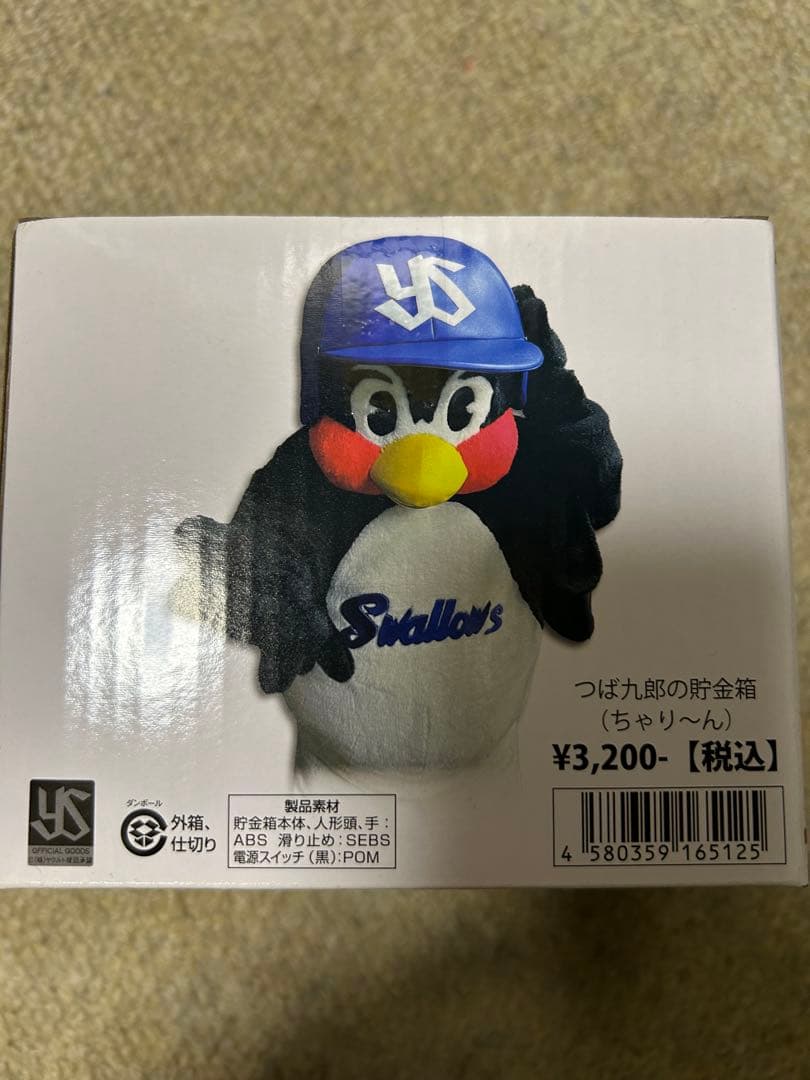 YS
Swallows
つば九郎の貯金箱
(ちゃり〜ん)
¥3,200-【税込】
YS
OFFICIAL GOODS
ダンボール
外箱、
仕切り
製品素材
貯金箱本体、人形頭、手：
ABS 滑り止め：SEBS
電源スイッチ（黒）：POM
4 580359 165125